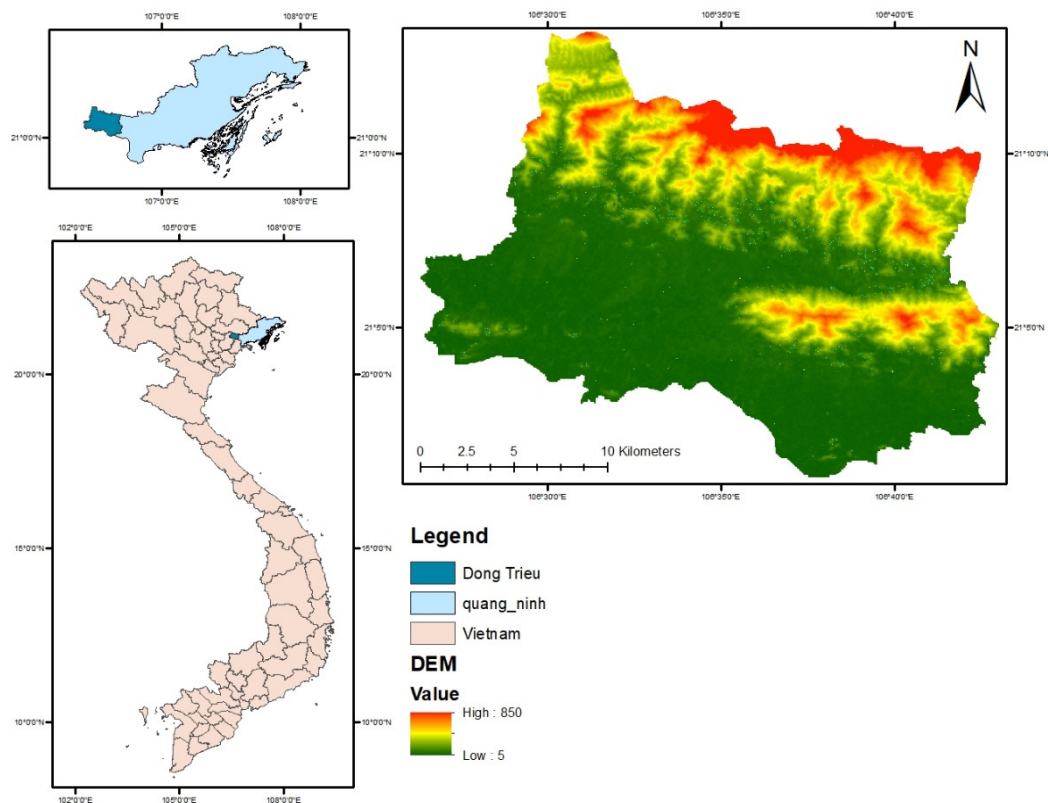 107°0'0"E 108°0'0"E
21°0'0"N 21°0'0"N
107°0'0"E 108°0'0"E
106°30'0"E 106°35'0"E 106°40'0"E
N
21°10'0"N 21°10'0"N
21°5'0"N 21°5'0"N
0 2.5 5 10 Kilometers
106°30'0"E 106°35'0"E 106°40'0"E
102°0'0"E 105°0'0"E 108°0'0"E
20°0'0"N 20°0'0"N
15°0'0"N 15°0'0"N
10°0'0"N 10°0'0"N
102°0'0"E 105°0'0"E 108°0'0"E
Legend
Dong Trieu
quang_ninh
Vietnam
DEM
Value
High : 850
Low : 5